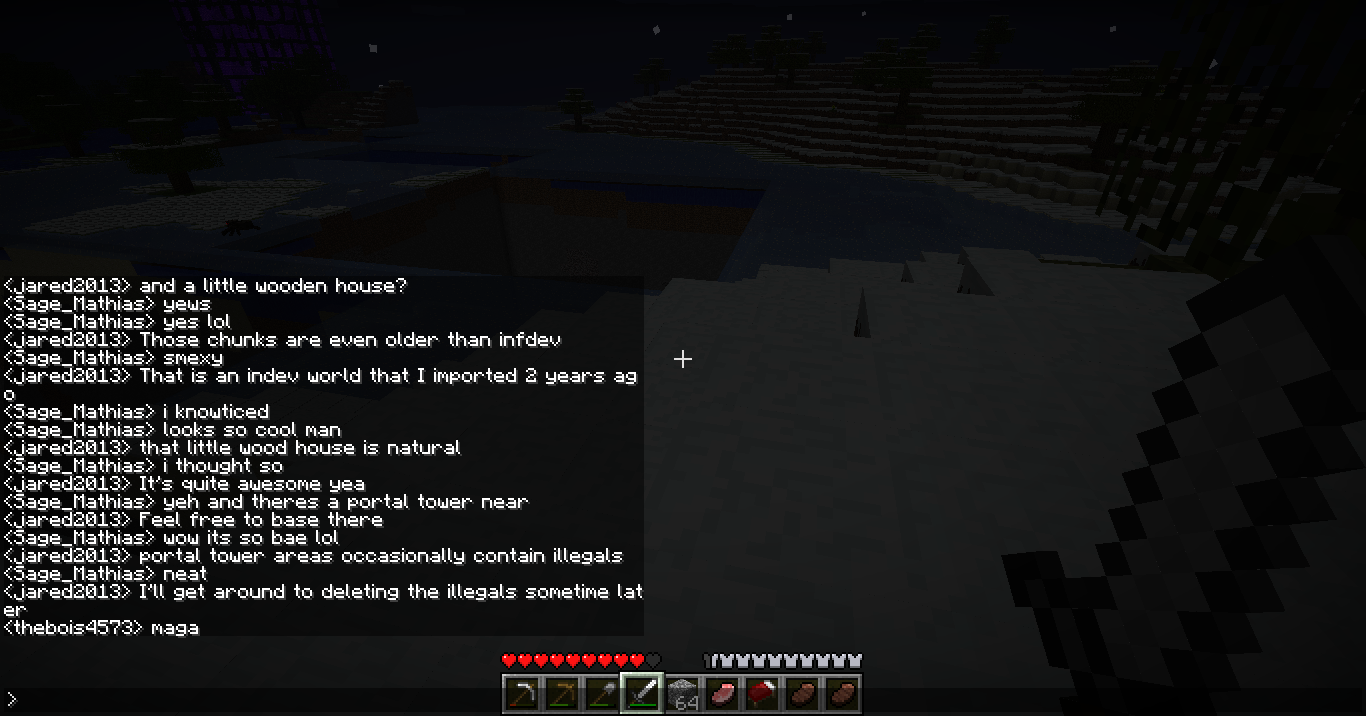 <jared2013> and a little wooden house?
<Sage_Mathias> yews
<Sage_Mathias> yes lol
<jared2013> Those chunks are even older than infdev
<Sage_Mathias> smexy
<jared2013> That is an indev world that I imported 2 years ag
o
<Sage_Mathias> i knowticed
<Sage_Mathias> looks so cool man
<jared2013> that little wood house is natural
<Sage_Mathias> i thought so
<jared2013> It's quite awesome yea
<Sage_Mathias> yeh and theres a portal tower near
<jared2013> Feel free to base there
<Sage_Mathias> wow its so bae lol
<jared2013> portal tower areas occasionally contain illegals
<Sage_Mathias> neat
<jared2013> I'll get around to deleting the illegals sometime lat
er
<thebois4573> maga
64
>